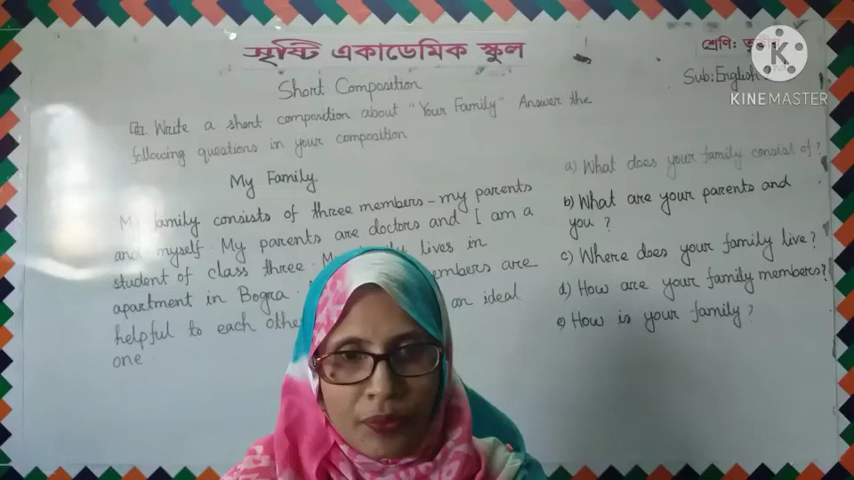 সৃষ্টি একাডেমিক স্কুল
শ্রেণি:
Sub: English
KINEMASTER
Short Composition
Write a short composition about "Your Family" Answer the
following questions in your composition
My Family
My family consists of three members - my parents
and myself. My parents are doctors and I am a
student of class three. lives in
apartment in Bogra. members are
helpful to each other an ideal
one
a) What does your family consist of?
b) What are your parents and
you?
c) Where does your family live?
d) How are your family members?
e) How is your family?